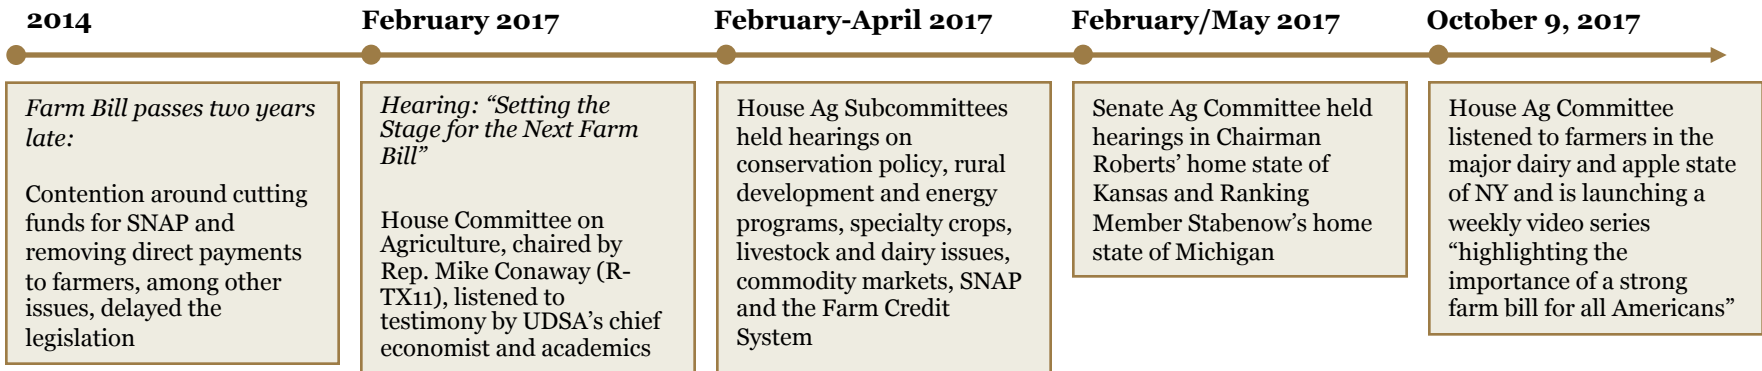 2014
Farm Bill passes two years
late:
Contention around cutting
funds for SNAP and
removing direct payments
to farmers, among other
issues, delayed the
legislation
February 2017
Hearing: “Setting the
Stage for the Next Farm
Bill”
House Committee on
Agriculture, chaired by
Rep. Mike Conaway (R-
TX11), listened to
testimony by UDSA’s chief
economist and academics
February-April 2017
House Ag Subcommittees
held hearings on
conservation policy, rural
development and energy
programs, specialty crops,
livestock and dairy issues,
commodity markets, SNAP
and the Farm Credit
System
February/May 2017
Senate Ag Committee held
hearings in Chairman
Roberts’ home state of
Kansas and Ranking
Member Stabenow’s home
state of Michigan
October 9, 2017
House Ag Committee
listened to farmers in the
major dairy and apple state
of NY and is launching a
weekly video series
“highlighting the
importance of a strong
farm bill for all Americans”